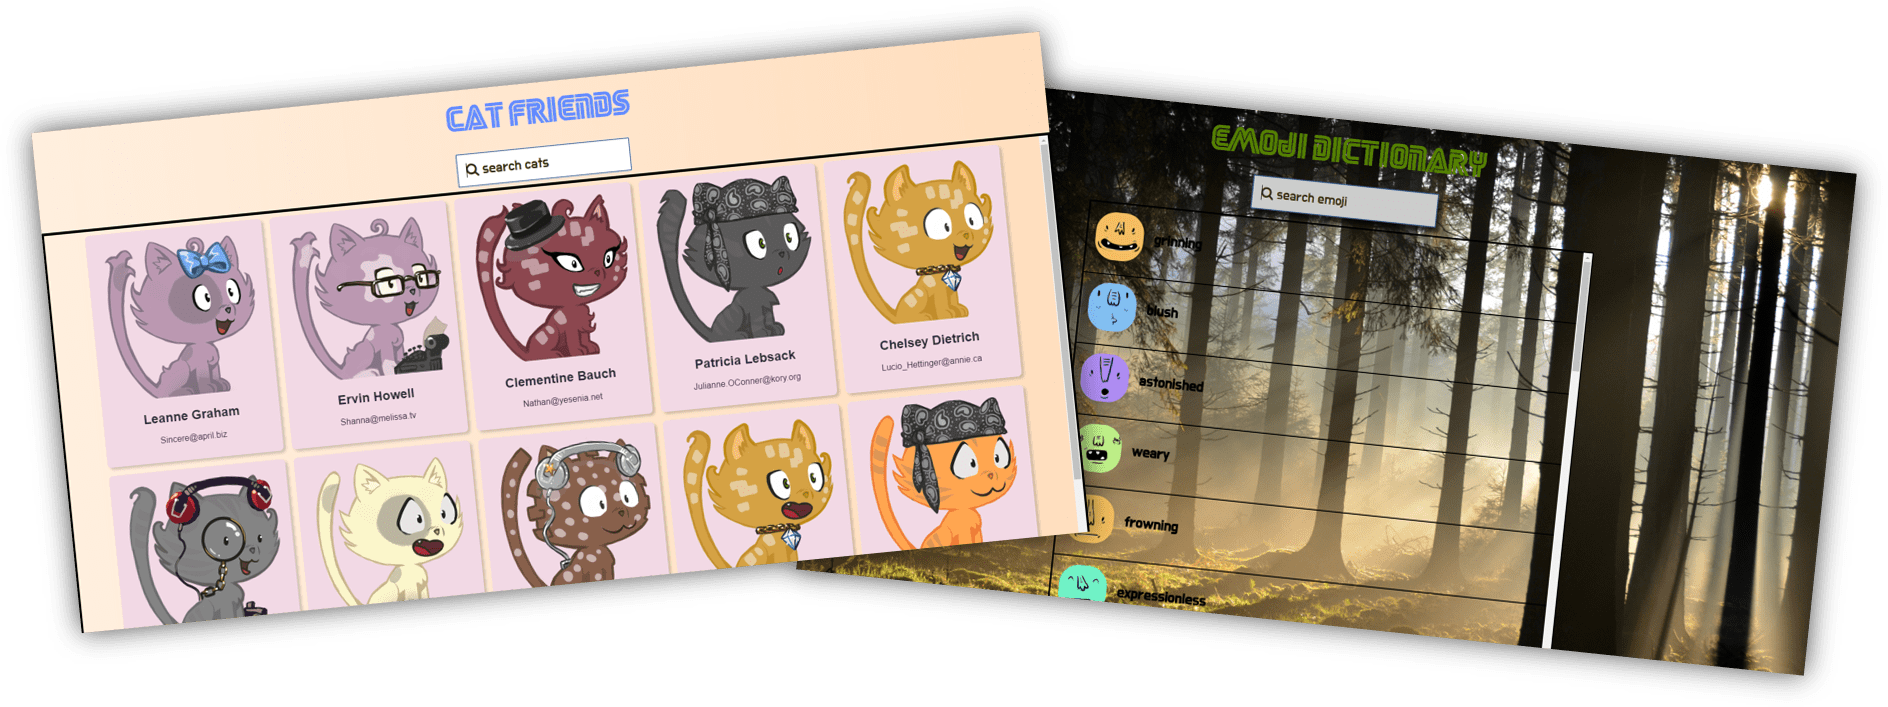 CAT FRIENDS
search cats
Leanne Graham
Sincere@april.biz
Ervin Howell
Shanna@melissa.tv
Clementine Bauch
Nathan@yesenia.net
Patricia Lebsack
Julianne.OConner@kory.org
Chelsey Dietrich
Lucio_Hettinger@annie.ca
EMOJI DICTIONARY
search emoji
grinning
blush
astonished
weary
frowning
expressionless